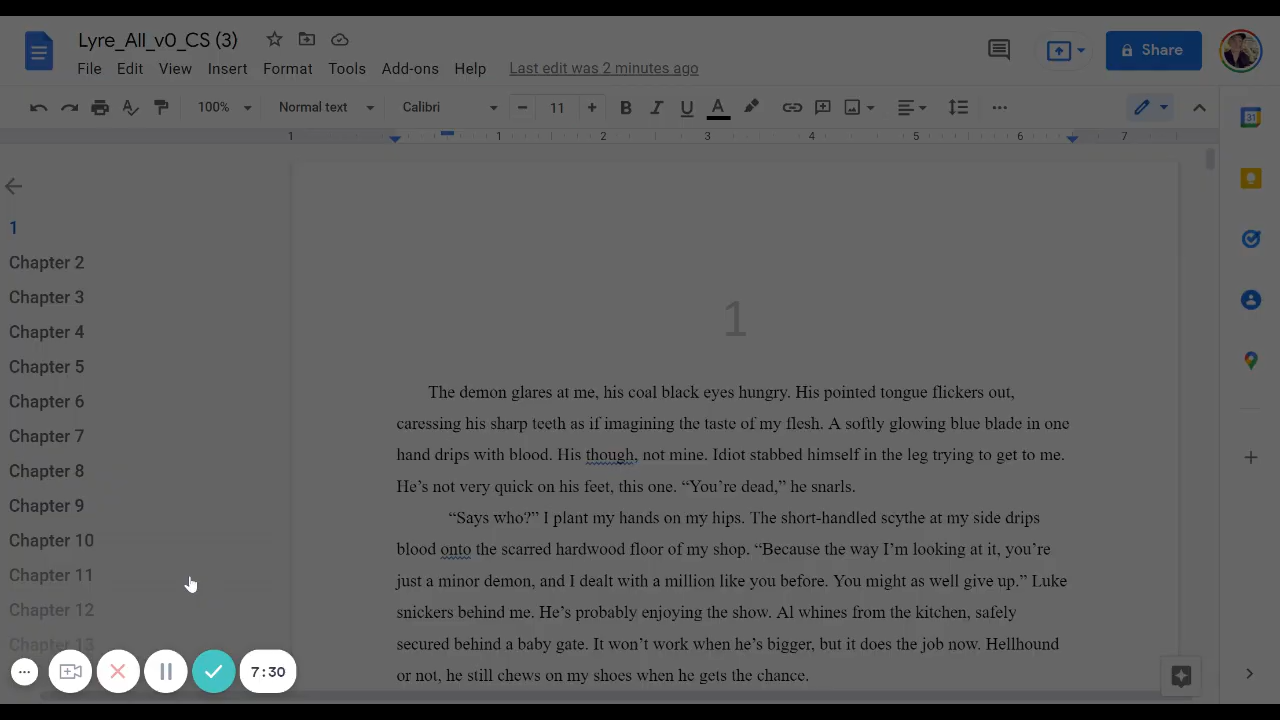 Lyre_All_v0_CS (3)
File Edit View Insert Format Tools Add-ons Help Last edit was 2 minutes ago
Share
100% Normal text Calibri 11
1 1 2 3 4 5 6 7
31
1
Chapter 2
Chapter 3
Chapter 4
Chapter 5
Chapter 6
Chapter 7
Chapter 8
Chapter 9
Chapter 10
Chapter 11
Chapter 12
Chapter 13
1
The demon glares at me, his coal black eyes hungry. His pointed tongue flickers out,
caressing his sharp teeth as if imagining the taste of my flesh. A softly glowing blue blade in one
hand drips with blood. His though, not mine. Idiot stabbed himself in the leg trying to get to me.
He’s not very quick on his feet, this one. “You’re dead,” he snarls.
“Says who?” I plant my hands on my hips. The short-handled scythe at my side drips
blood onto the scarred hardwood floor of my shop. “Because the way I’m looking at it, you’re
just a minor demon, and I dealt with a million like you before. You might as well give up.” Luke
snickers behind me. He’s probably enjoying the show. Al whines from the kitchen, safely
secured behind a baby gate. It won’t work when he’s bigger, but it does the job now. Hellhound
or not, he still chews on my shoes when he gets the chance.
7:30